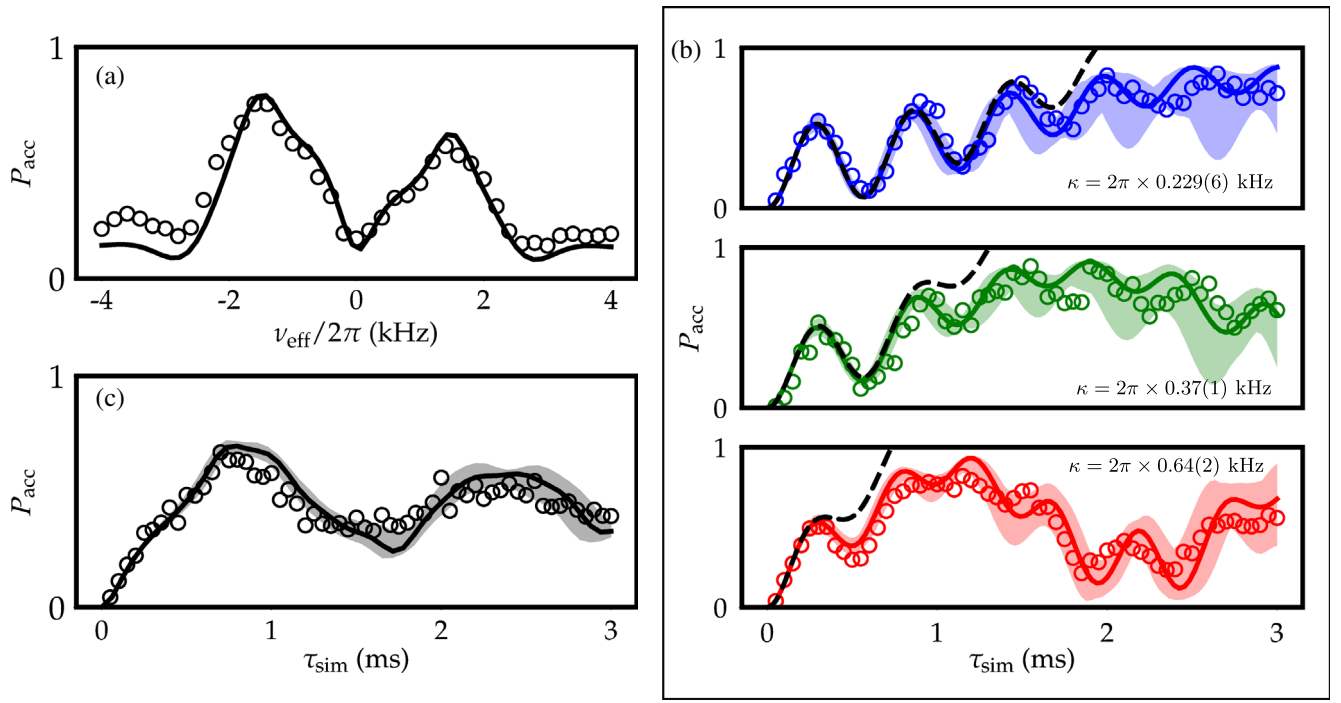 (a)
1
P_acc
0
-4 -2 0 2 4
ν_eff/2π (kHz)
(c)
1
P_acc
0
0 1 2 3
τ_sim (ms)
(b)
1
0
κ = 2π × 0.229(6) kHz
1
P_acc
0
κ = 2π × 0.37(1) kHz
1
0
κ = 2π × 0.64(2) kHz
0 1 2 3
τ_sim (ms)